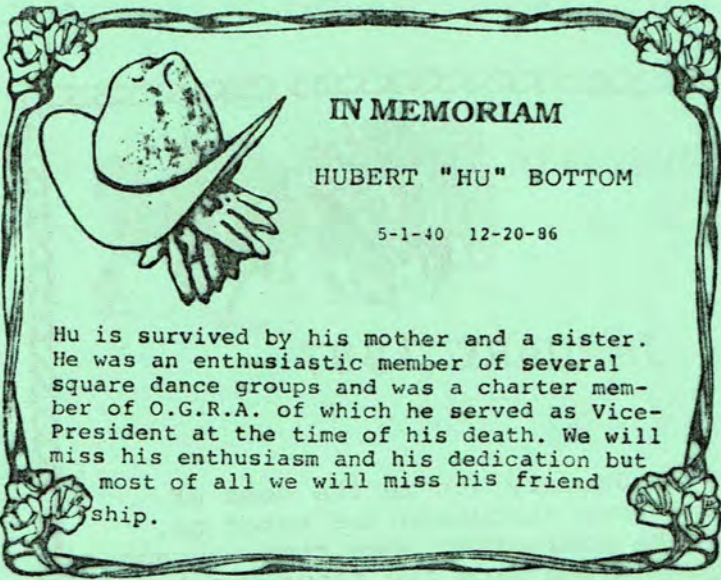 IN MEMORIAM
HUBERT "HU" BOTTOM
5-1-40 12-20-86
Hu is survived by his mother and a sister.
He was an enthusiastic member of several
square dance groups and was a charter mem-
ber of O.G.R.A. of which he served as Vice-
President at the time of his death. We will
miss his enthusiasm and his dedication but
most of all we will miss his friend
ship.